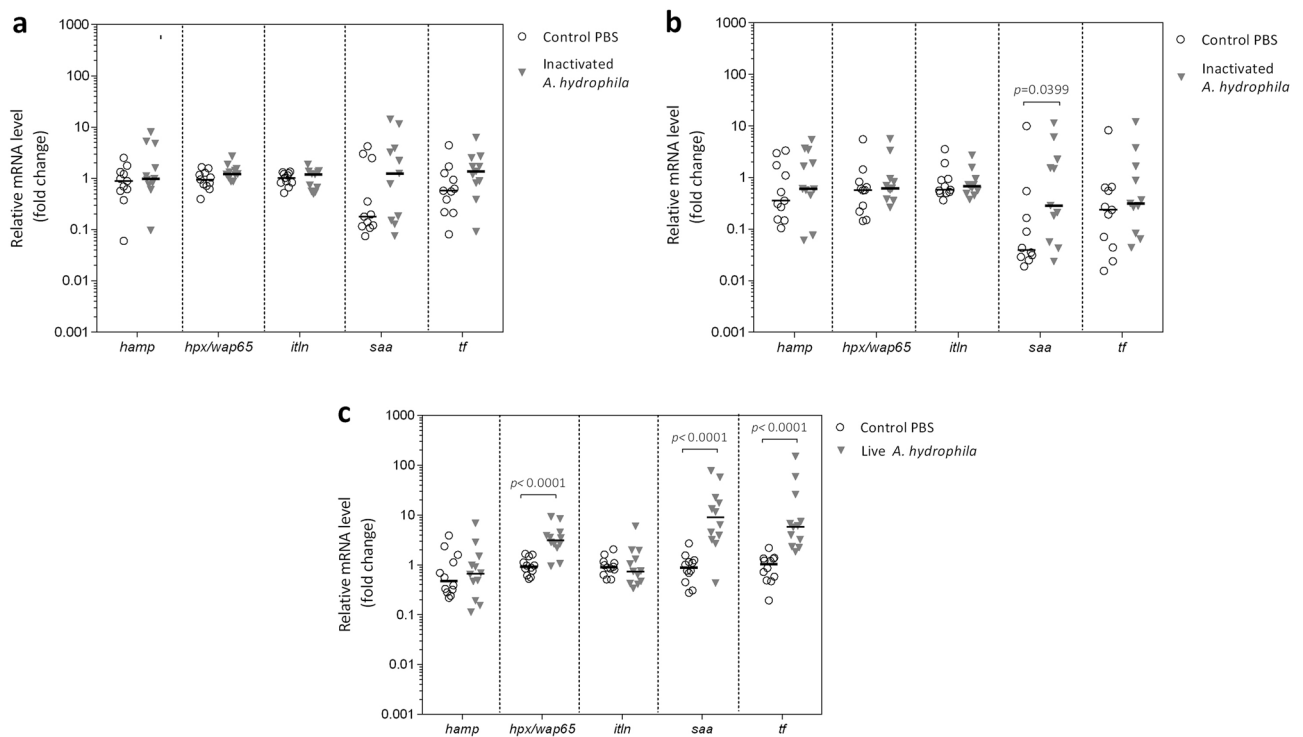 a
1000
100
10
1
0.1
0.01
0.001
Relative mRNA level
(fold change)
hamp
hpx/wap65
itln
saa
tf
Control PBS
Inactivated
A. hydrophila
b
1000
100
10
1
0.1
0.01
0.001
Relative mRNA level
(fold change)
p=0.0399
hamp
hpx/wap65
itln
saa
tf
Control PBS
Inactivated
A. hydrophila
c
1000
100
10
1
0.1
0.01
0.001
Relative mRNA level
(fold change)
p< 0.0001
p< 0.0001
p< 0.0001
hamp
hpx/wap65
itln
saa
tf
Control PBS
Live A. hydrophila